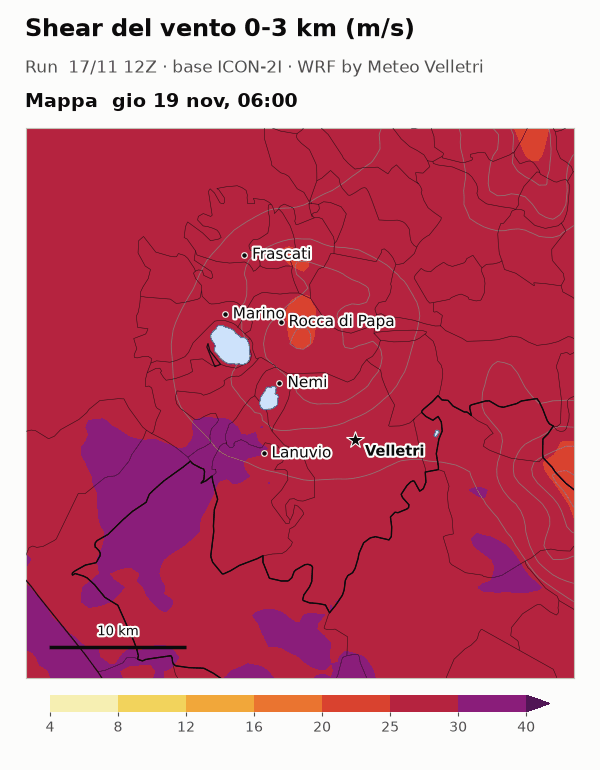 Shear del vento 0-3 km (m/s)
Run  17/11 12Z · base ICON-2I · WRF by Meteo Velletri
Mappa  gio 19 nov, 06:00
Frascati
Marino
Rocca di Papa
Nemi
Velletri
Lanuvio
10 km
4 8 12 16 20 25 30 40